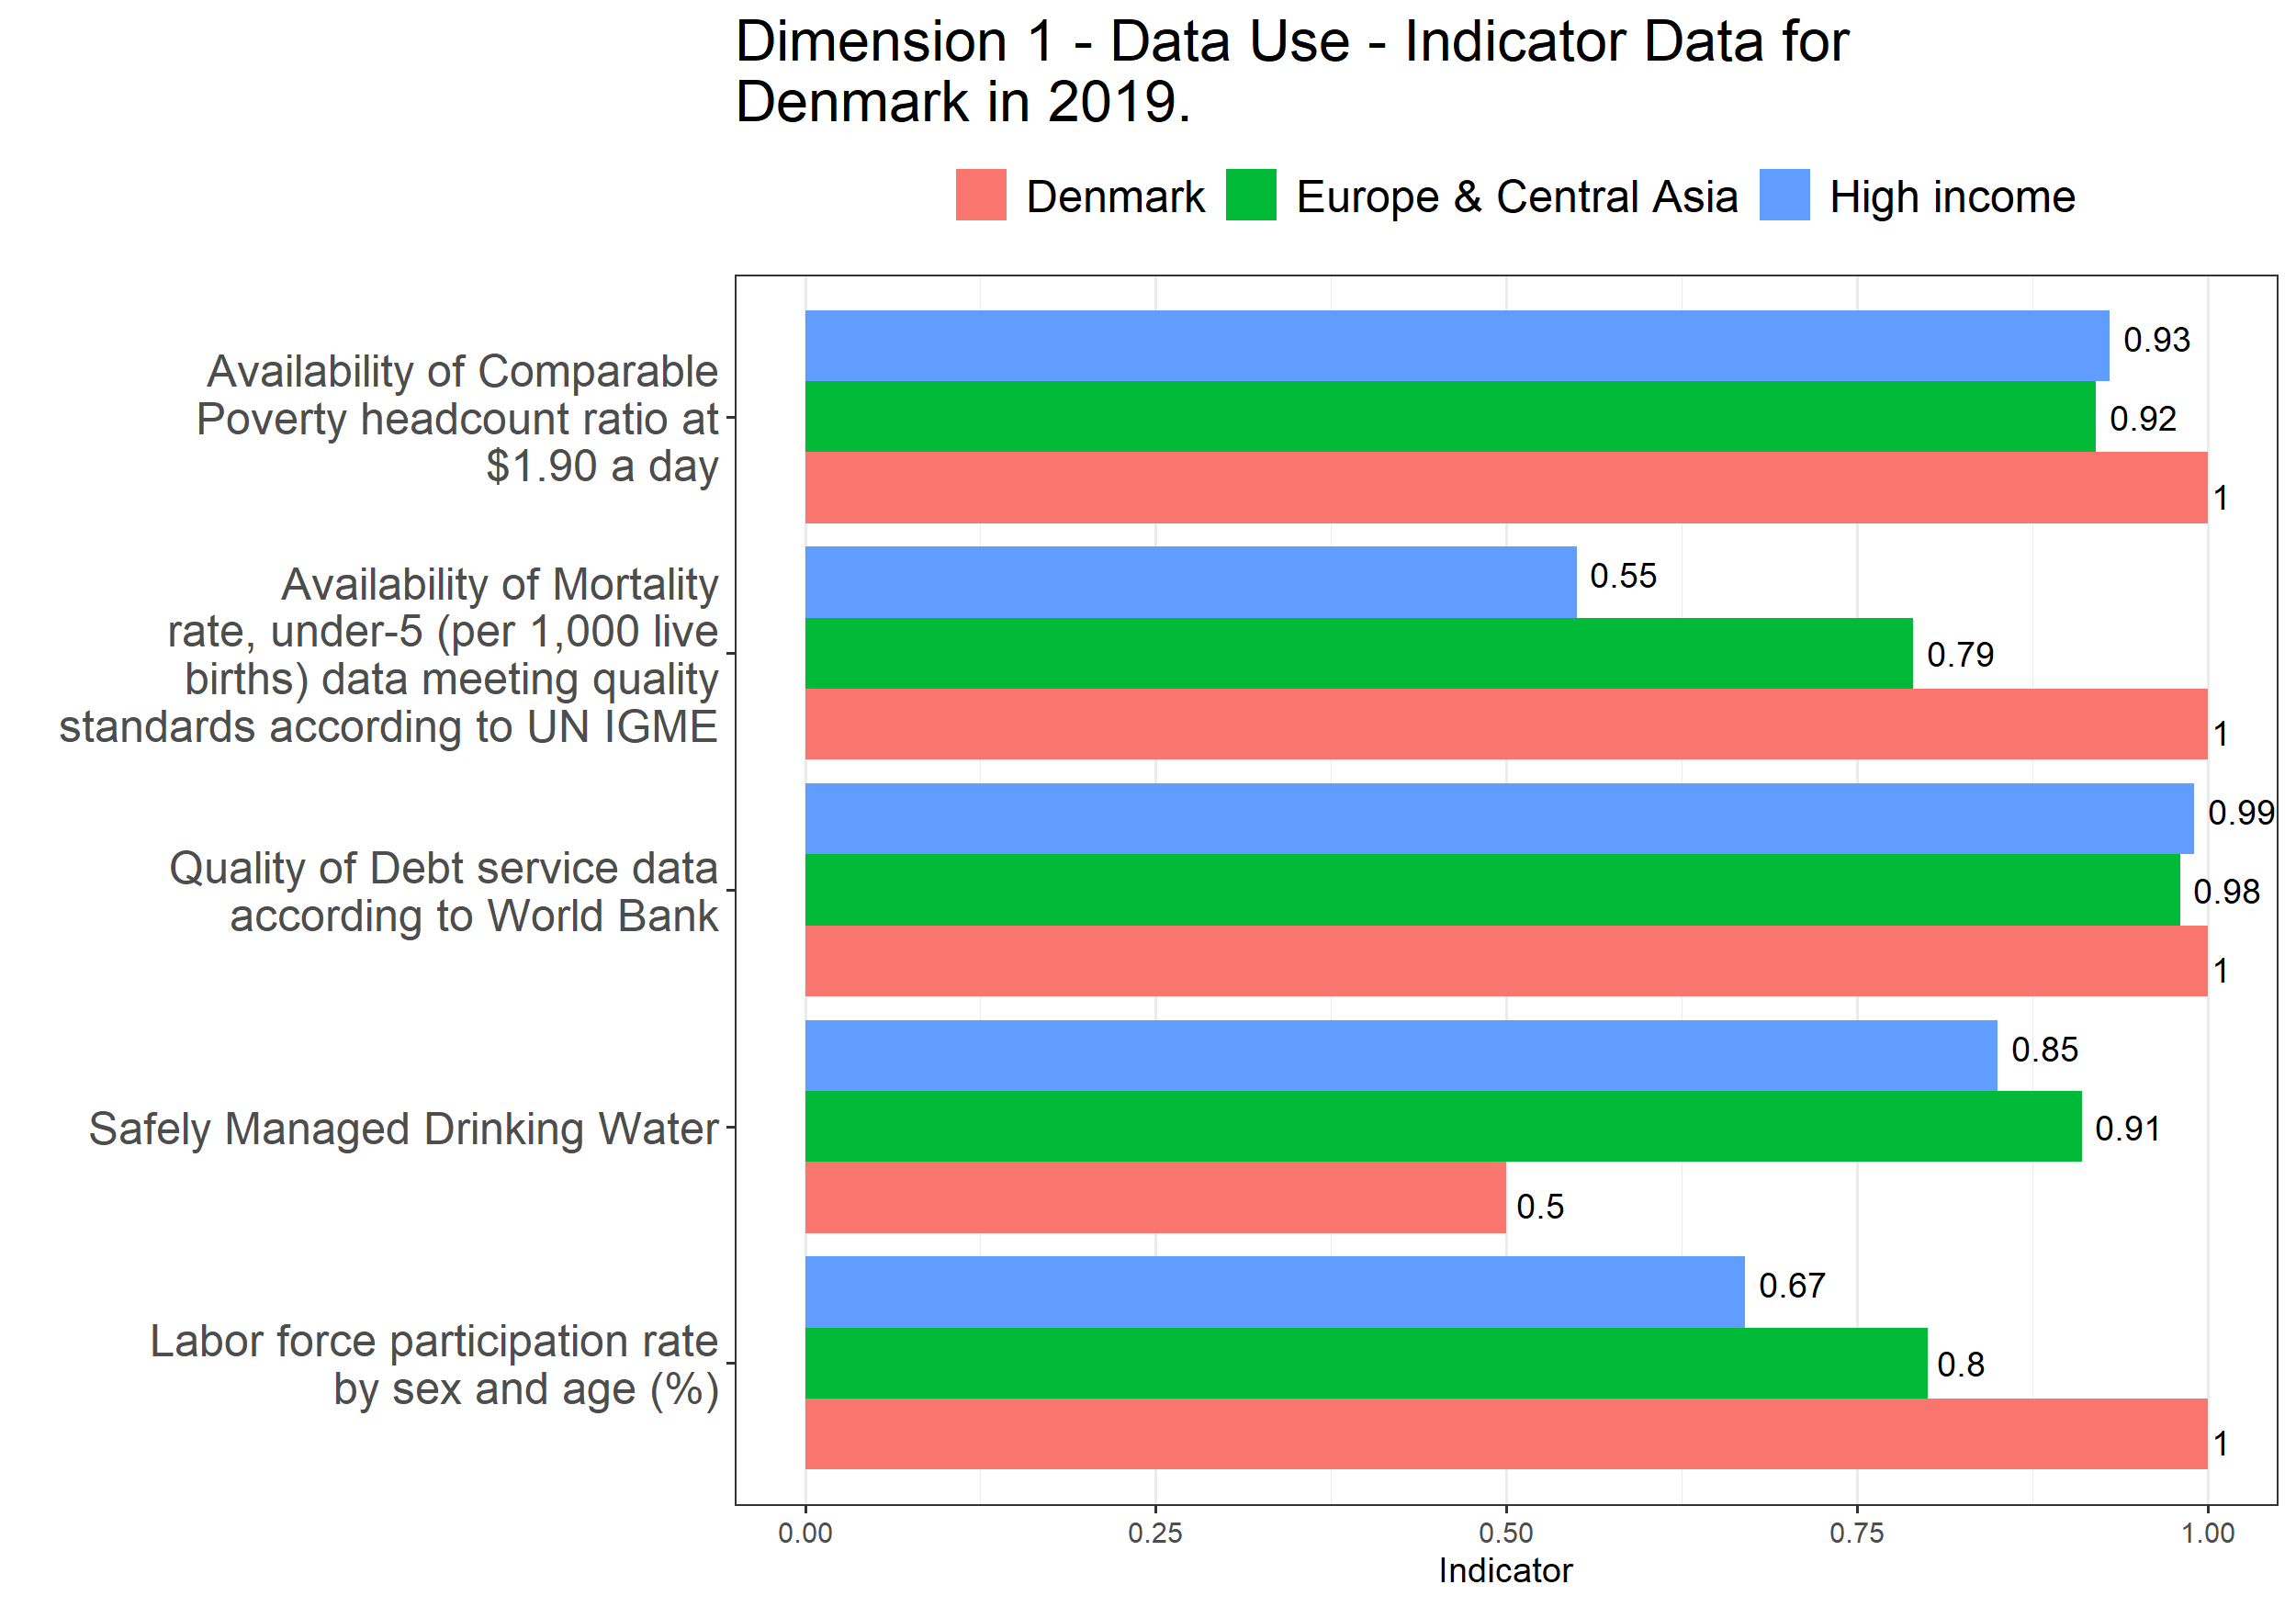 Dimension 1 - Data Use - Indicator Data for
Denmark in 2019.
Denmark
Europe & Central Asia
High income
Availability of Comparable
Poverty headcount ratio at
$1.90 a day
0.93
0.92
1
Availability of Mortality
rate, under-5 (per 1,000 live
births) data meeting quality
standards according to UN IGME
0.55
0.79
1
Quality of Debt service data
according to World Bank
0.99
0.98
1
Safely Managed Drinking Water
0.85
0.91
0.5
Labor force participation rate
by sex and age (%)
0.67
0.8
1
0.00
0.25
0.50
0.75
1.00
Indicator